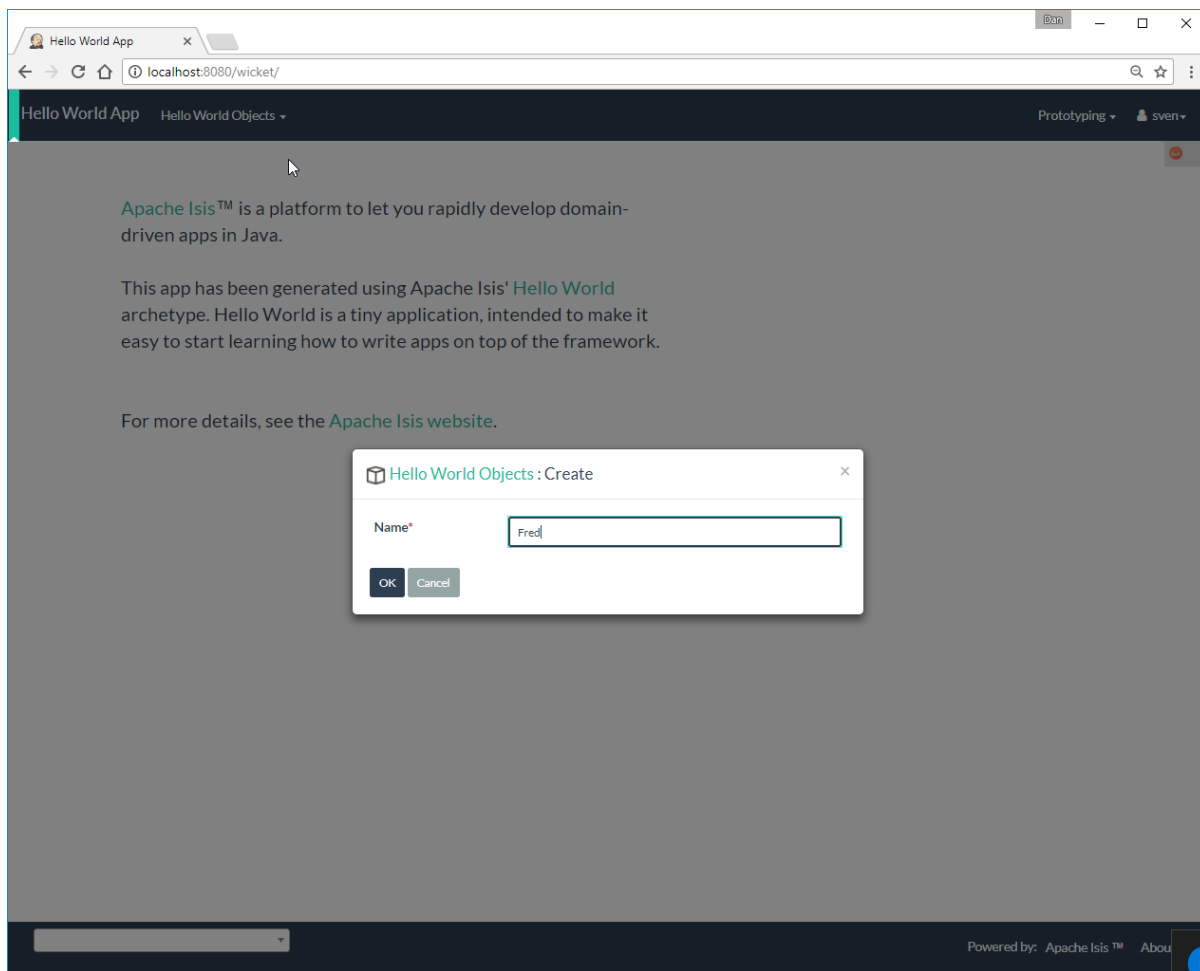 Dan
Hello World App
localhost:8080/wicket/
Hello World App Hello World Objects Prototyping sven
Apache Isis™ is a platform to let you rapidly develop domain-
driven apps in Java.
This app has been generated using Apache Isis' Hello World
archetype. Hello World is a tiny application, intended to make it
easy to start learning how to write apps on top of the framework.
For more details, see the Apache Isis website.
Hello World Objects : Create ×
Name*
Fred
OK Cancel
Powered by: Apache Isis ™ Abou